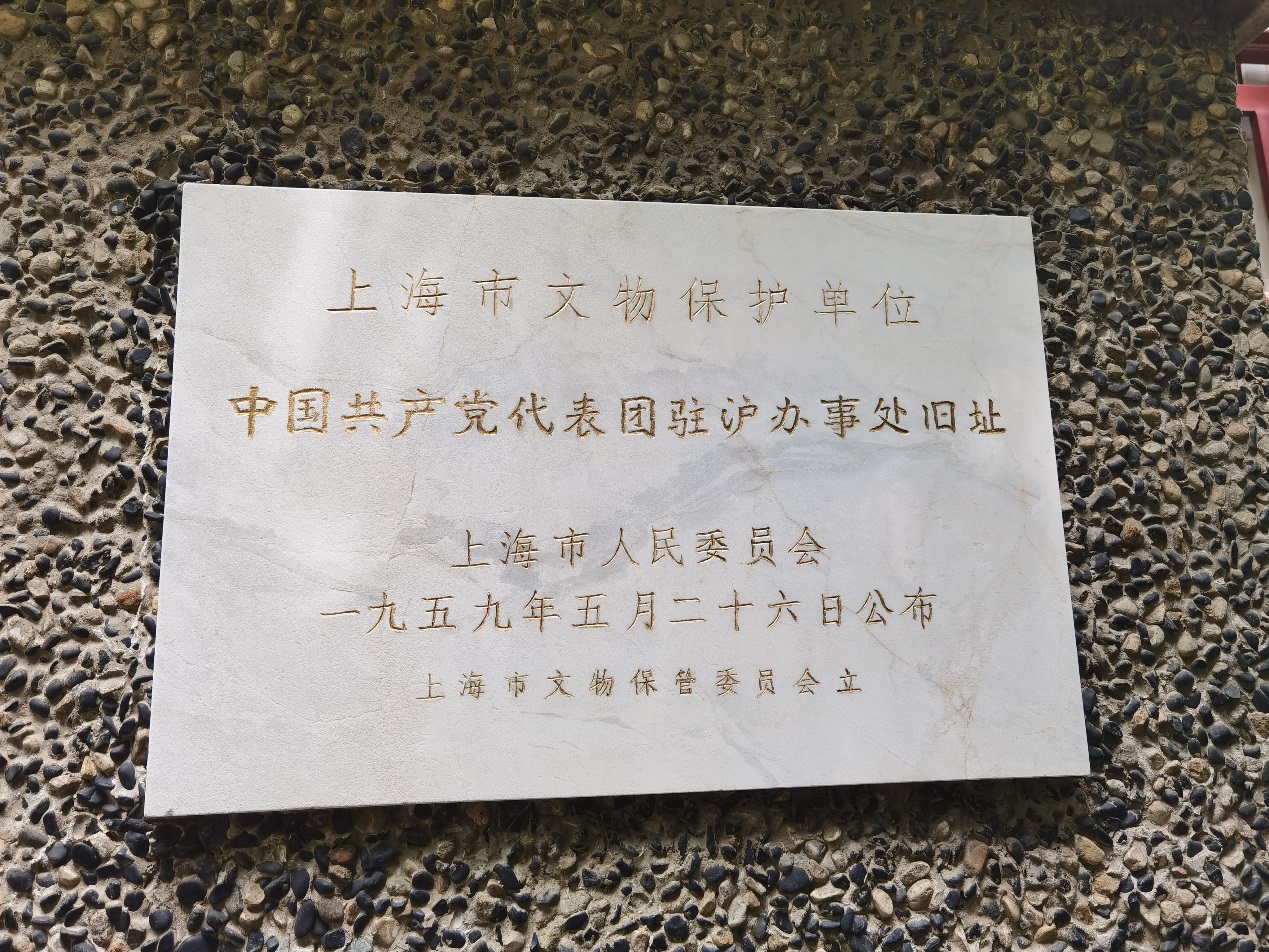 上海市文物保护单位
中国共产党代表团驻沪办事处旧址
上海市人民委员会
一九五九年五月二十六日公布
上海市文物保管委员会立